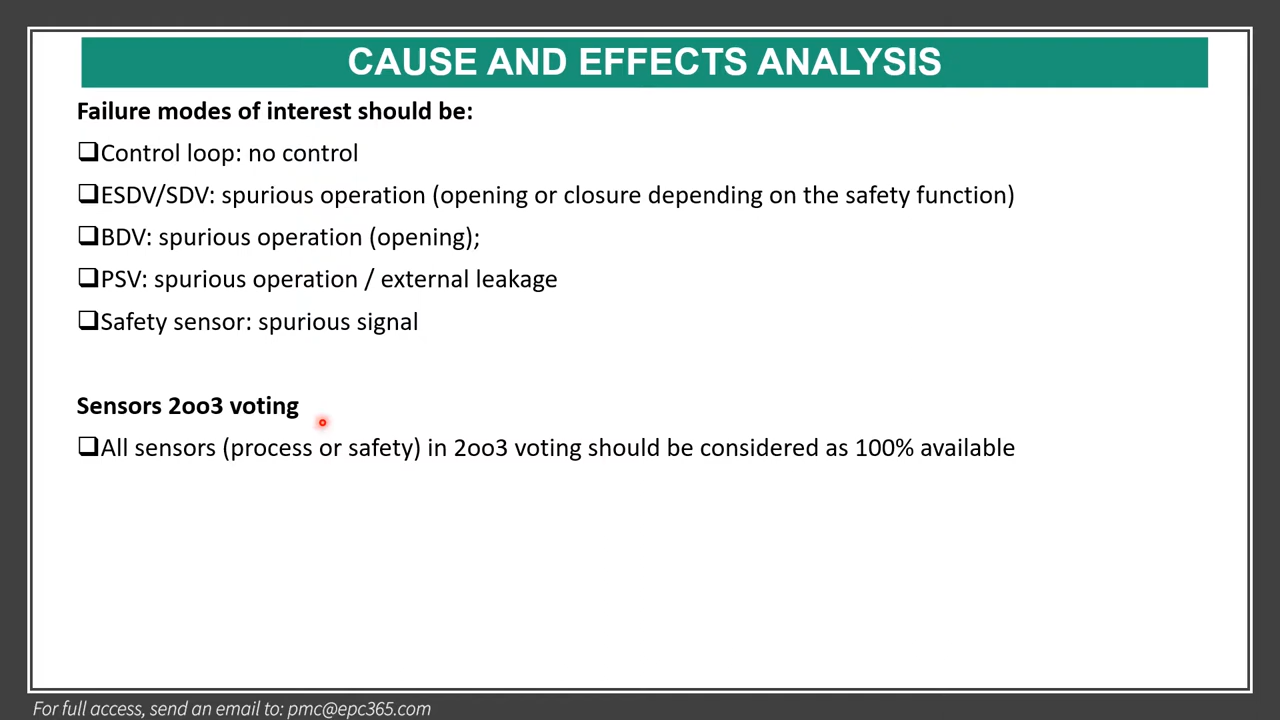 CAUSE AND EFFECTS ANALYSIS
Failure modes of interest should be:
❑Control loop: no control
❑ESDV/SDV: spurious operation (opening or closure depending on the safety function)
❑BDV: spurious operation (opening);
❑PSV: spurious operation / external leakage
❑Safety sensor: spurious signal
Sensors 2oo3 voting
❑All sensors (process or safety) in 2oo3 voting should be considered as 100% available
For full access, send an email to: pmc@epc365.com